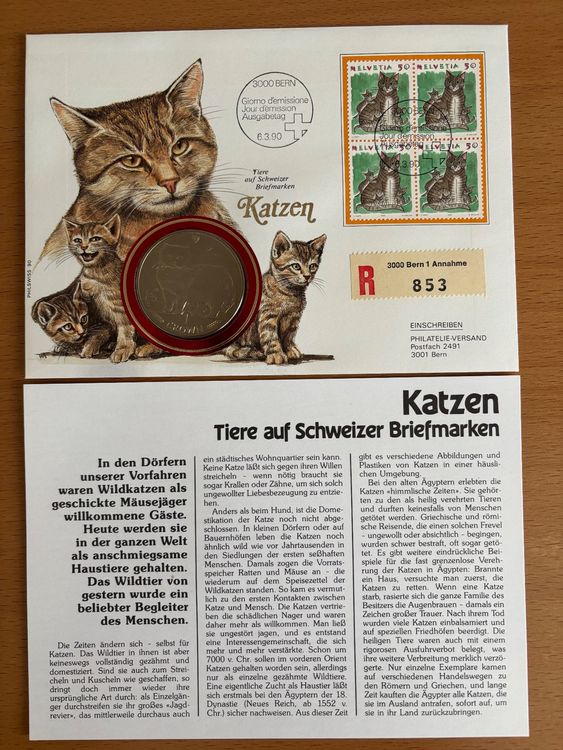 3000 BERN
Giorno d'emissione
Jour d'émission
Ausgabetag
6.3.90
HELVETIA 50
HELVETIA 50
HELVETIA 50
HELVETIA 50
3000 BERN
Giorno d'emissione
Jour d'émission
Ausgabetag
6.3.90
Tiere
auf Schweizer
Briefmarken
Katzen
CROWN
R
3000 Bern 1 Annahme
853
EINSCHREIBEN
PHILATELIE-VERSAND
Postfach 2491
3001 Bern
PHILSWISS 90
Katzen
Tiere auf Schweizer Briefmarken
In den Dörfern
unserer Vorfahren
waren Wildkatzen als
geschickte Mäusejäger
willkommene Gäste.
Heute werden sie
in der ganzen Welt
als anschmiegsame
Haustiere gehalten.
Das Wildtier von
gestern wurde ein
beliebter Begleiter
des Menschen.
Die Zeiten ändern sich - selbst für
Katzen. Das Wildtier in ihnen ist aber
keineswegs vollständig gezähmt und
domestiziert. Sind sie auch zum Strei-
cheln und Kuscheln wie geschaffen, so
dringt doch immer wieder ihre
ursprüngliche Art durch: als Einzelgän-
ger durchstreifen sie ihr großes «Jagd-
revier», das mittlerweile durchaus auch
ein städtisches Wohnquartier sein kann.
Keine Katze läßt sich gegen ihren Willen
streicheln - wenn nötig braucht sie
sogar Krallen oder Zähne, um sich solch
ungewollter Liebesbezeugung zu entzie-
hen.
Anders als beim Hund, ist die Domesti-
kation der Katze noch nicht abge-
schlossen. In kleinen Dörfern oder auf
Bauernhöfen leben die Katzen noch
ähnlich wild wie vor Jahrtausenden in
den Siedlungen der ersten seßhaften
Menschen. Damals zogen die Vorrats-
speicher Ratten und Mäuse an - die
wiederum auf dem Speisezettel der
Wildkatzen standen. So kam es vermut-
lich zu den ersten Kontakten zwischen
Katze und Mensch. Die Katzen vertrie-
ben die schädlichen Nager und waren
daher mehr als willkommen. Man ließ
sie ungestört jagen, und es entstand
eine Interessengemeinschaft, die sich
mehr und mehr verstärkte. Schon um
7000 v. Chr. sollen im vorderen Orient
Katzen gehalten worden sein, allerdings
nur als einzelne gezähmte Wildtiere.
Eine eigentliche Zucht als Haustier läßt
sich erstmals bei den Ägyptern der 18.
Dynastie (Neues Reich, ab 1552 v.
Chr.) sicher nachweisen. Aus dieser Zeit
gibt es verschiedene Abbildungen und
Plastiken von Katzen in einer häusli-
chen Umgebung.
Bei den alten Ägyptern erlebten die
Katzen «himmlische Zeiten». Sie gehör-
ten zu den als heilig verehrten Tieren
und durften keinesfalls von Menschen
getötet werden. Griechische und römi-
sche Reisende, die einen solchen Frevel
- ungewollt oder absichtlich - begingen,
wurden schwer bestraft, oft sogar getö-
tet. Es gibt weitere eindrückliche Bei-
spiele für die fast grenzenlose Vereh-
rung der Katzen in Ägypten: Brannte
ein Haus, versuchte man zuerst, die
Katzen zu retten. Wenn eine Katze
starb, rasierte sich die ganze Familie des
Besitzers die Augenbrauen - damals ein
Zeichen großer Trauer. Nach ihrem Tod
wurden viele Katzen einbalsamiert und
auf speziellen Friedhöfen beerdigt. Die
heiligen Tiere waren auch mit einem
rigorosen Ausfuhrverbot belegt, was
ihre weitere Verbreitung merklich verzö-
gerte. Nur einzelne Exemplare kamen
auf verschiedenen Handelswegen zu
den Römern und Griechen, und lange
Zeit kauften die Ägypter alle Katzen, die
sie im Ausland antrafen, sofort auf, um
sie in ihr Land zurückzubringen.